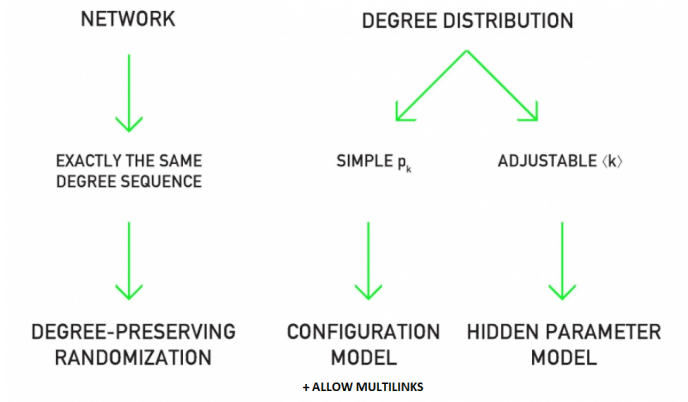 NETWORK
DEGREE DISTRIBUTION
EXACTLY THE SAME
DEGREE SEQUENCE
SIMPLE pk
ADJUSTABLE ⟨k⟩
DEGREE-PRESERVING
RANDOMIZATION
CONFIGURATION
MODEL
+ ALLOW MULTILINKS
HIDDEN PARAMETER
MODEL